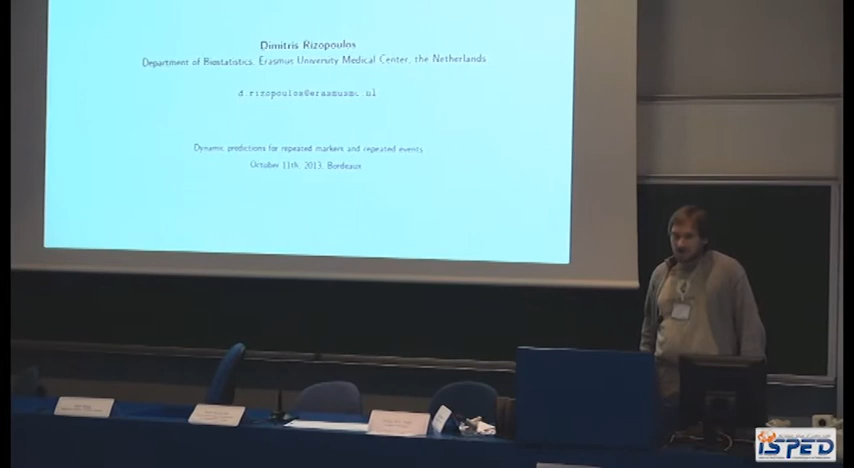 Dimitris Rizopoulos
Department of Biostatistics, Erasmus University Medical Center, the Netherlands
d.rizopoulos@erasmusmc.nl
Dynamic predictions for repeated markers and repeated events
October 11th, 2013, Bordeaux
ISPED